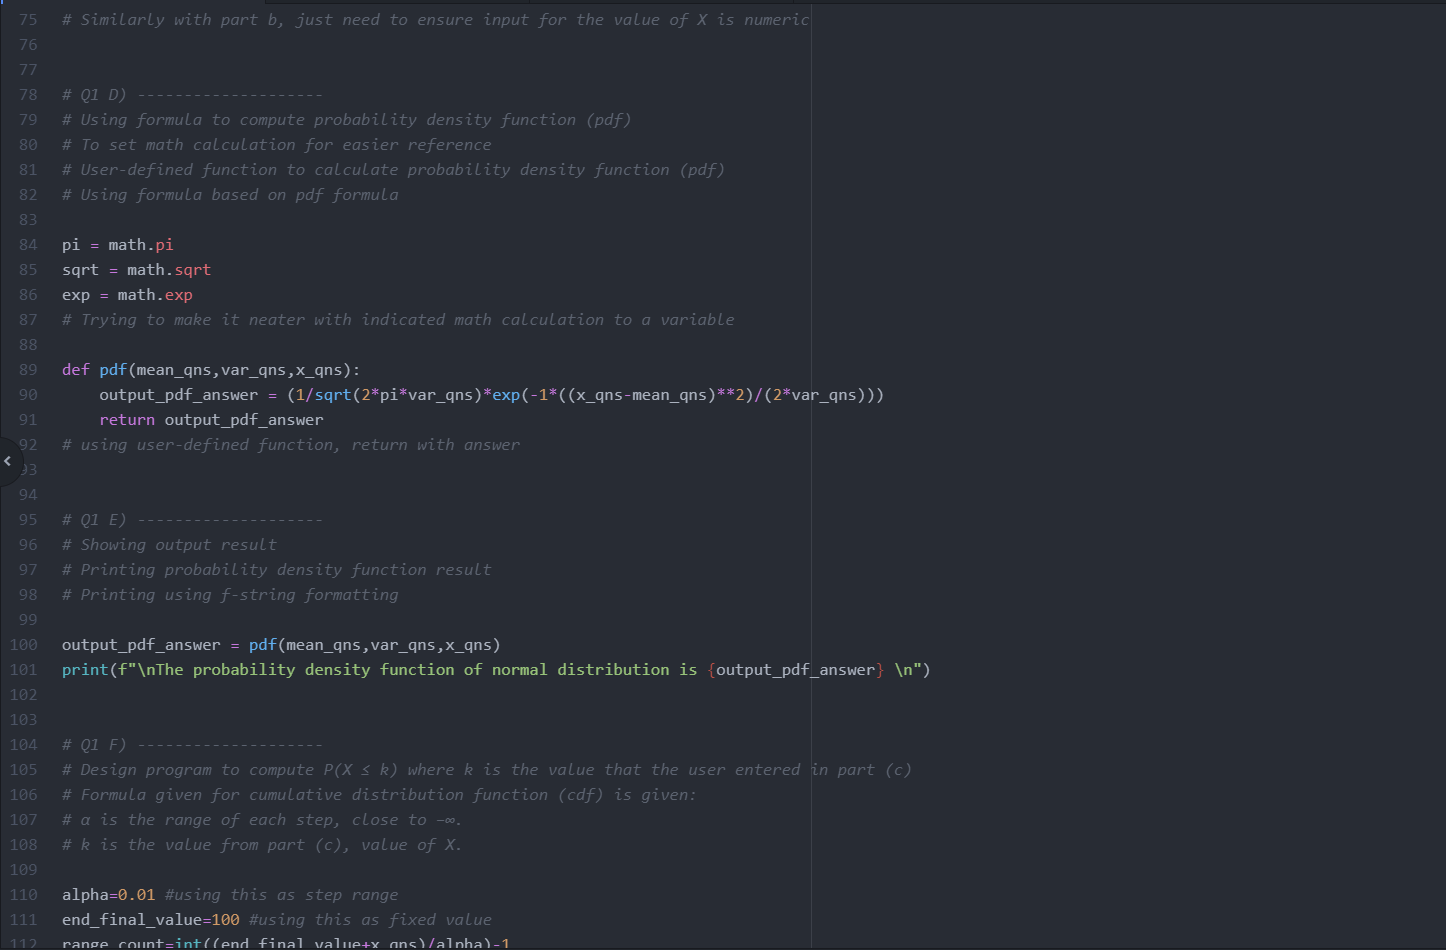 75 # Similarly with part b, just need to ensure input for the value of X is numeric
76
77
78 # Q1 D) --------------------
79 # Using formula to compute probability density function (pdf)
80 # To set math calculation for easier reference
81 # User-defined function to calculate probability density function (pdf)
82 # Using formula based on pdf formula
83
84 pi = math.pi
85 sqrt = math.sqrt
86 exp = math.exp
87 # Trying to make it neater with indicated math calculation to a variable
88
89 def pdf(mean_qns,var_qns,x_qns):
90     output_pdf_answer = (1/sqrt(2*pi*var_qns)*exp(-1*((x_qns-mean_qns)**2)/(2*var_qns)))
91     return output_pdf_answer
92 # using user-defined function, return with answer
93
94
95 # Q1 E) --------------------
96 # Showing output result
97 # Printing probability density function result
98 # Printing using f-string formatting
99
100 output_pdf_answer = pdf(mean_qns,var_qns,x_qns)
101 print(f"\nThe probability density function of normal distribution is {output_pdf_answer} \n")
102
103
104 # Q1 F) --------------------
105 # Design program to compute P(X ≤ k) where k is the value that the user entered in part (c)
106 # Formula given for cumulative distribution function (cdf) is given:
107 # α is the range of each step, close to −∞.
108 # k is the value from part (c), value of X.
109
110 alpha=0.01 #using this as step range
111 end_final_value=100 #using this as fixed value
112 range_count=int((end_final_value+x_qns)/alpha)-1